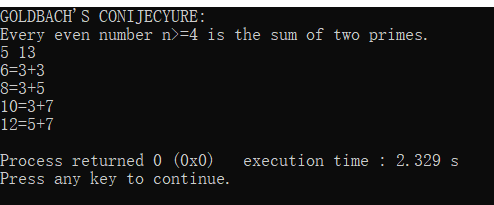 GOLDBACH'S CONIJECYURE:
Every even number n>=4 is the sum of two primes.
5 13
6=3+3
8=3+5
10=3+7
12=5+7
Process returned 0 (0x0)   execution time : 2.329 s
Press any key to continue.